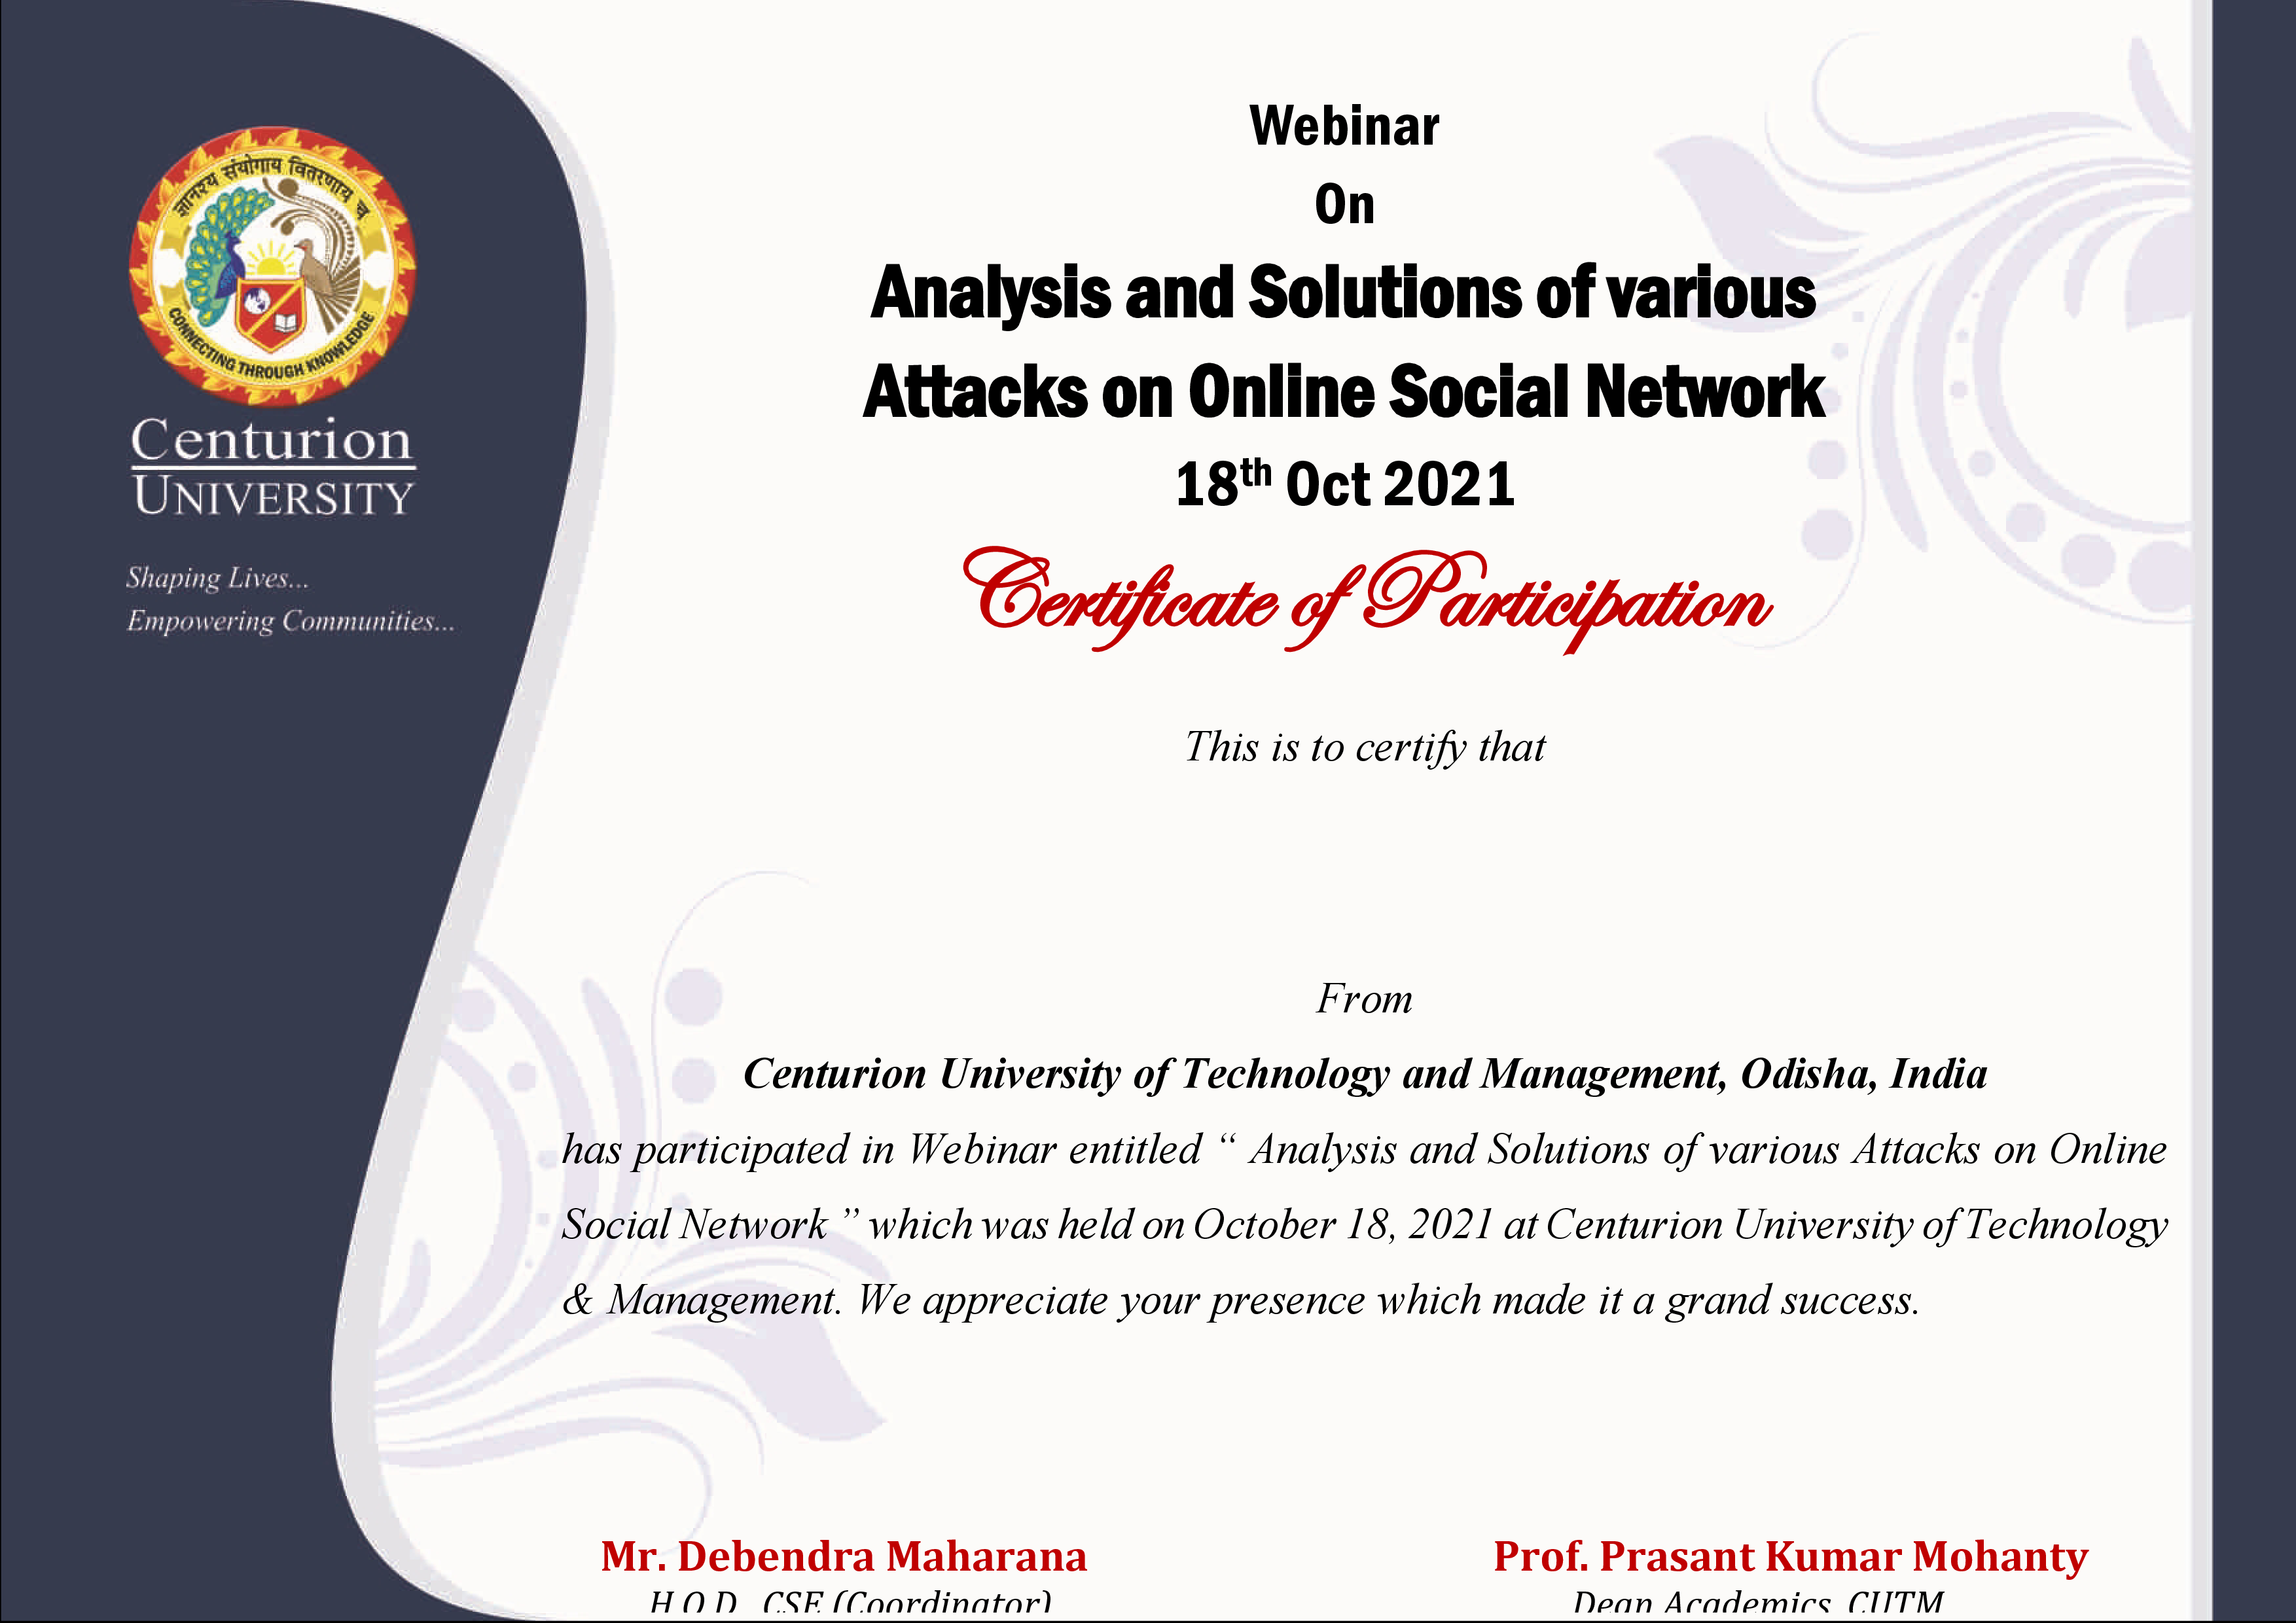 ज्ञानस्य संयोगाय वितरणाय च
CONNECTING THROUGH KNOWLEDGE
Centurion
UNIVERSITY
Shaping Lives...
Empowering Communities...
Webinar
On
Analysis and Solutions of various
Attacks on Online Social Network
18th Oct 2021
Certificate of Participation
This is to certify that
From
Centurion University of Technology and Management, Odisha, India
has participated in Webinar entitled “ Analysis and Solutions of various Attacks on Online
Social Network ” which was held on October 18, 2021 at Centurion University of Technology
& Management. We appreciate your presence which made it a grand success.
Mr. Debendra Maharana
Prof. Prasant Kumar Mohanty
H.O.D., CSE (Coordinator)
Dean Academics, CUTM